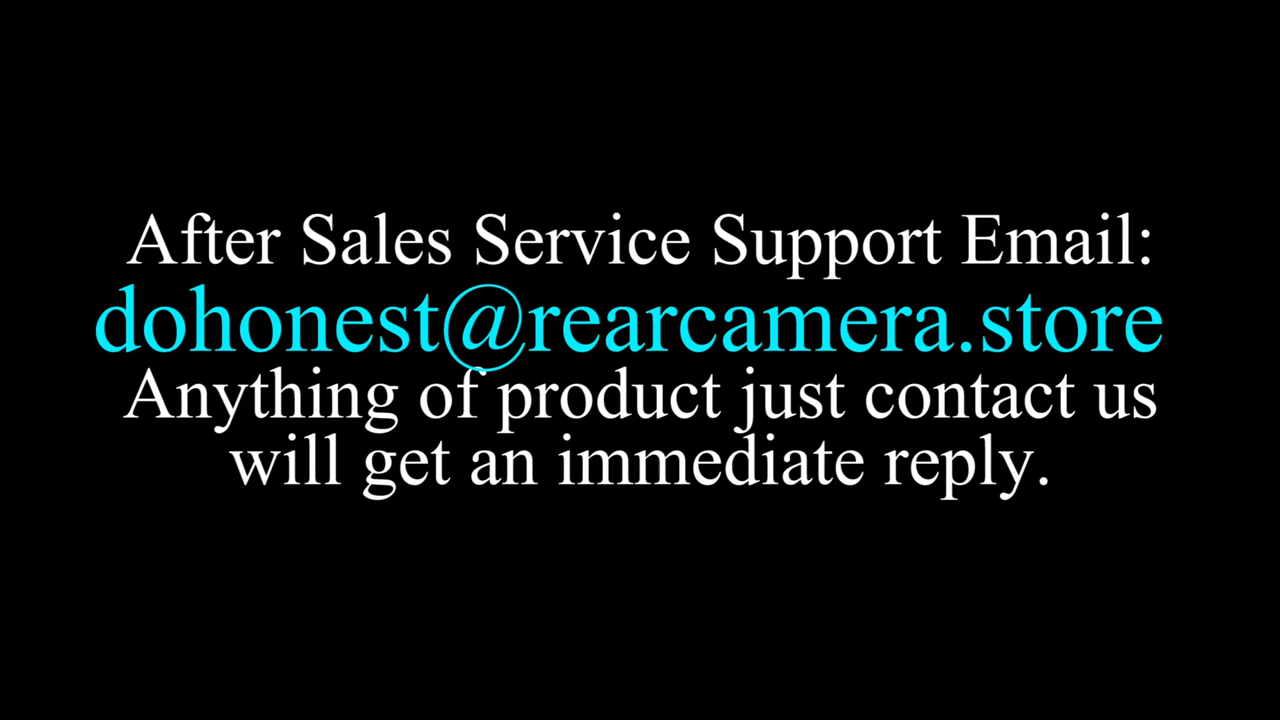 After Sales Service Support Email:
dohonest@rearcamera.store
Anything of product just contact us
will get an immediate reply.